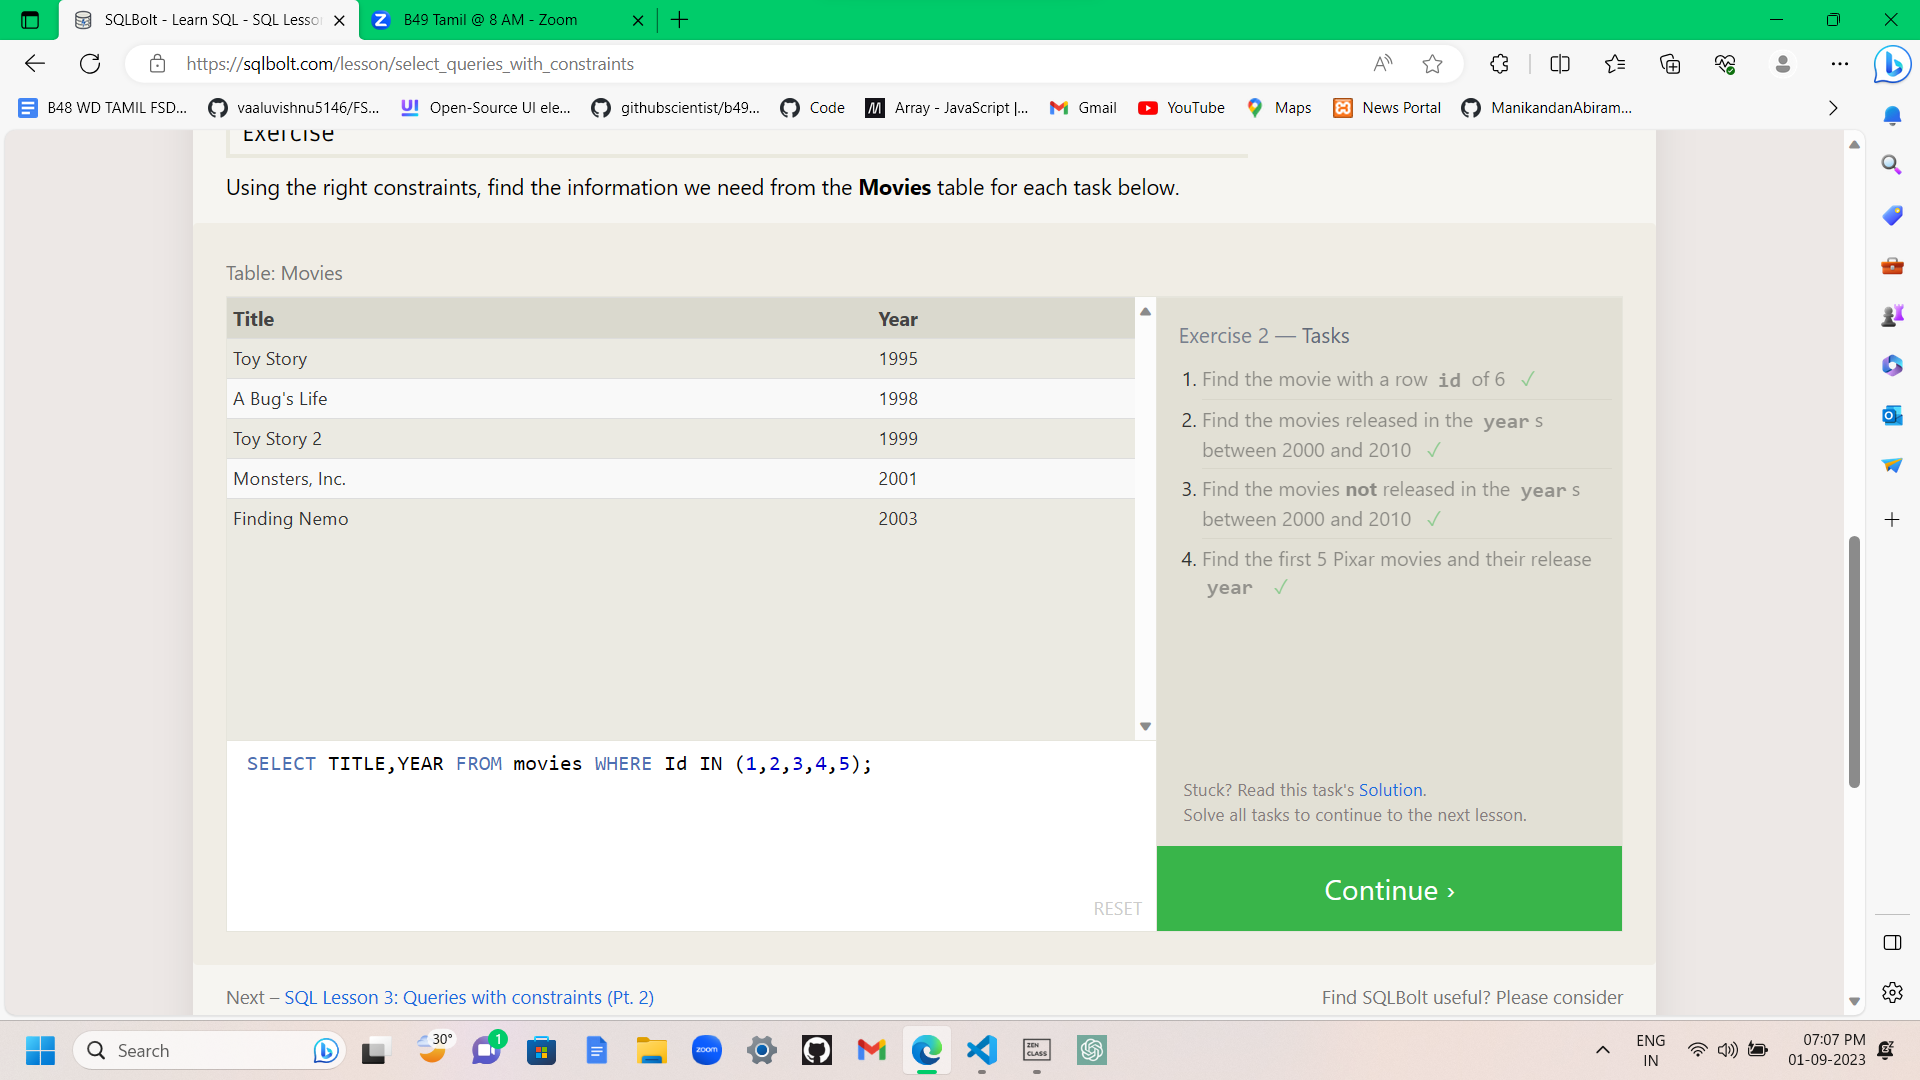 SQLBolt - Learn SQL - SQL Lesso
B49 Tamil @ 8 AM - Zoom
https://sqlbolt.com/lesson/select_queries_with_constraints
B48 WD TAMIL FSD...
vaaluvishnu5146/FS...
Open-Source UI ele...
githubscientist/b49...
Code
Array - JavaScript |...
Gmail
YouTube
Maps
News Portal
ManikandanAbiram...
Exercise
Using the right constraints, find the information we need from the Movies table for each task below.
Table: Movies
Title Year
Toy Story 1995
A Bug's Life 1998
Toy Story 2 1999
Monsters, Inc. 2001
Finding Nemo 2003
Exercise 2 — Tasks
1. Find the movie with a row id of 6 ✓
2. Find the movies released in the year s
between 2000 and 2010 ✓
3. Find the movies not released in the year s
between 2000 and 2010 ✓
4. Find the first 5 Pixar movies and their release
year ✓
SELECT TITLE,YEAR FROM movies WHERE Id IN (1,2,3,4,5);
RESET
Stuck? Read this task's Solution.
Solve all tasks to continue to the next lesson.
Continue ›
Next – SQL Lesson 3: Queries with constraints (Pt. 2)
Find SQLBolt useful? Please consider
Search
30°
1
zoom
ZEN
CLASS
ENG
IN
07:07 PM
01-09-2023